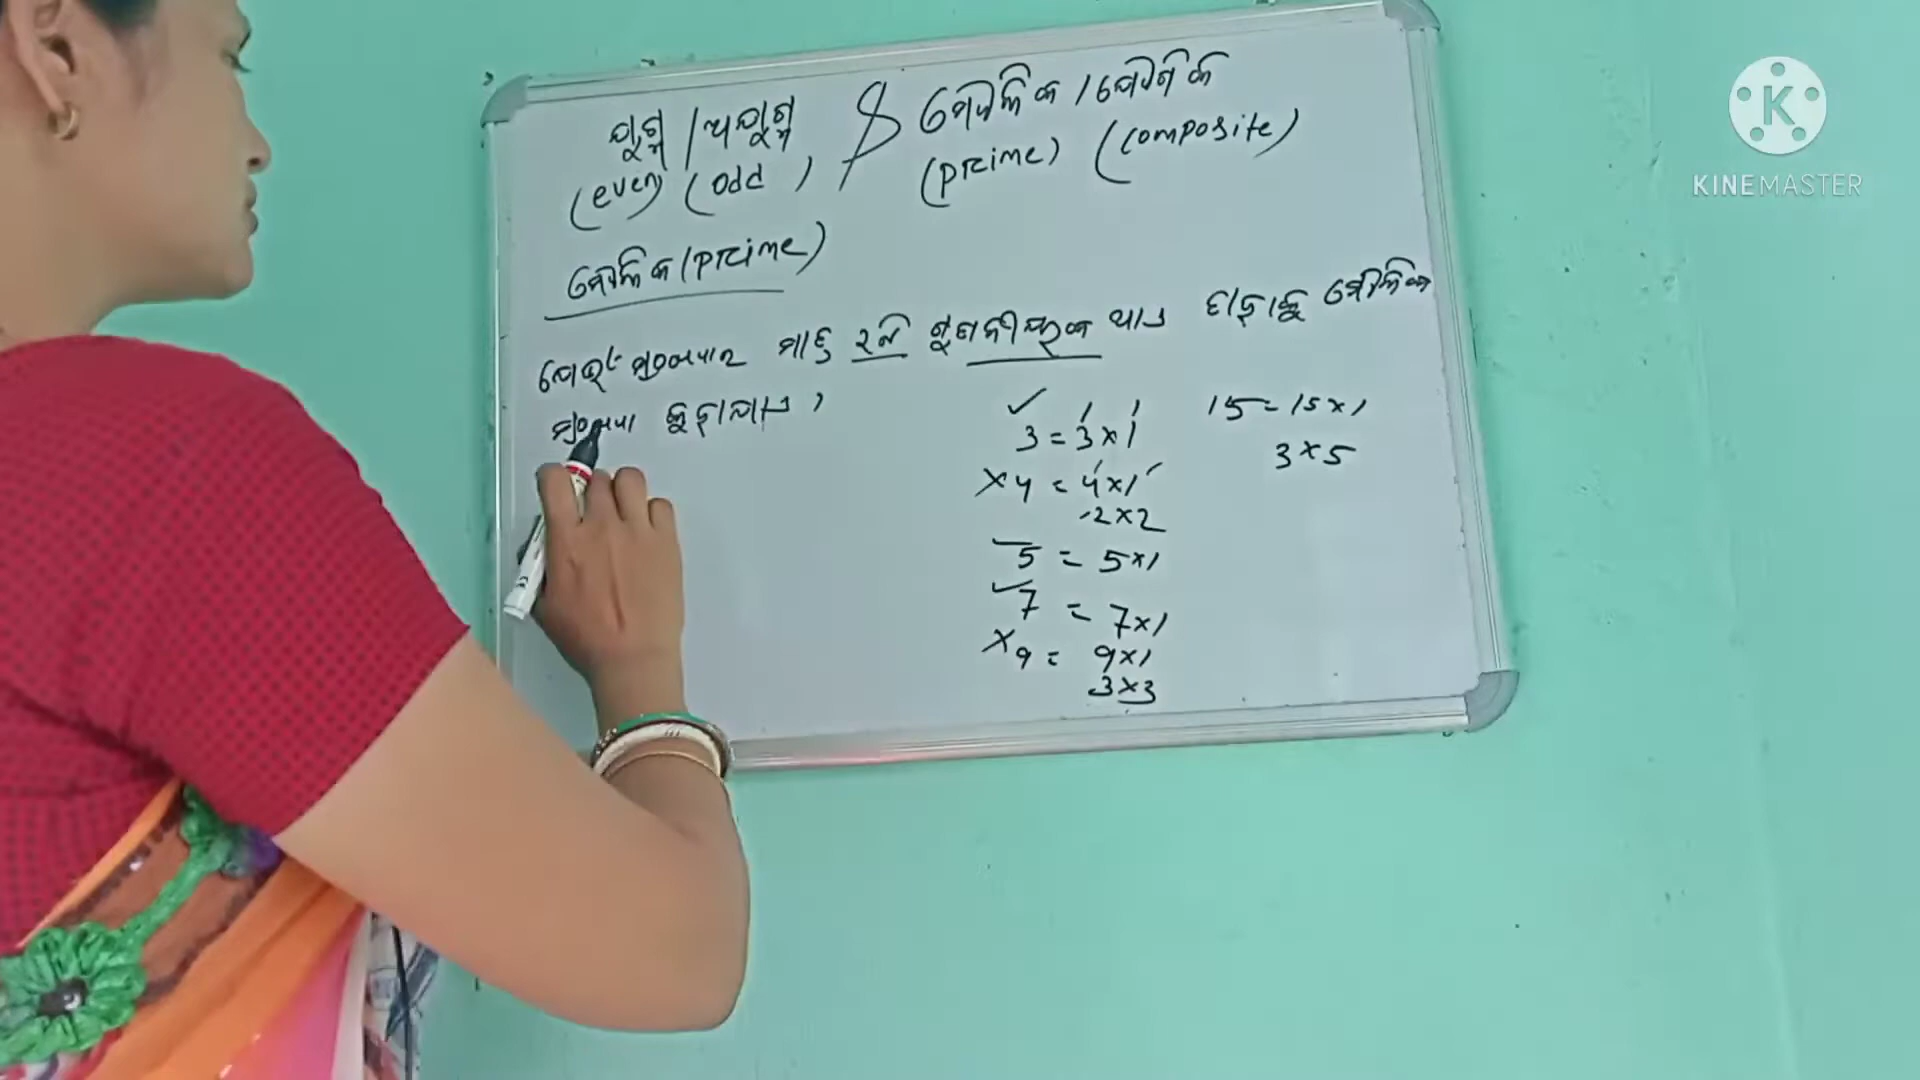 ଯୁଗ୍ମ / ଅଯୁଗ୍ମ & ମୌଳିକ / ଯୌଗିକ
(even) (odd) (prime) (composite)
ମୌଳିକ (prime)
ଯେଉଁ ସଂଖ୍ୟାର ମାତ୍ର ୨ଟି ଗୁଣନୀୟକ ଥାଏ ତାହାକୁ ମୌଳିକ
ସଂଖ୍ୟା କୁହାଯାଏ ।
✓ 3 = 3 × 1
× 4 = 4 × 1
2 × 2
5 = 5 × 1
✓ 7 = 7 × 1
× 9 = 9 × 1
3 × 3
15 = 15 × 1
3 × 5
K
KINEMASTER